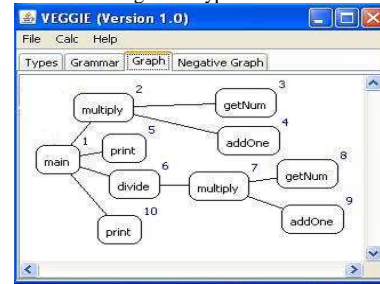 VEGGIE (Version 1.0)
File Calc Help
Types Grammar Graph Negative Graph
2
multiply
3
getNum
4
addOne
5
print
1
main
6
divide
7
multiply
8
getNum
9
addOne
10
print